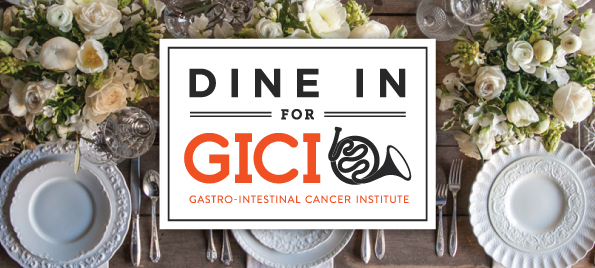 DINE IN
FOR
GICI
GASTRO-INTESTINAL CANCER INSTITUTE